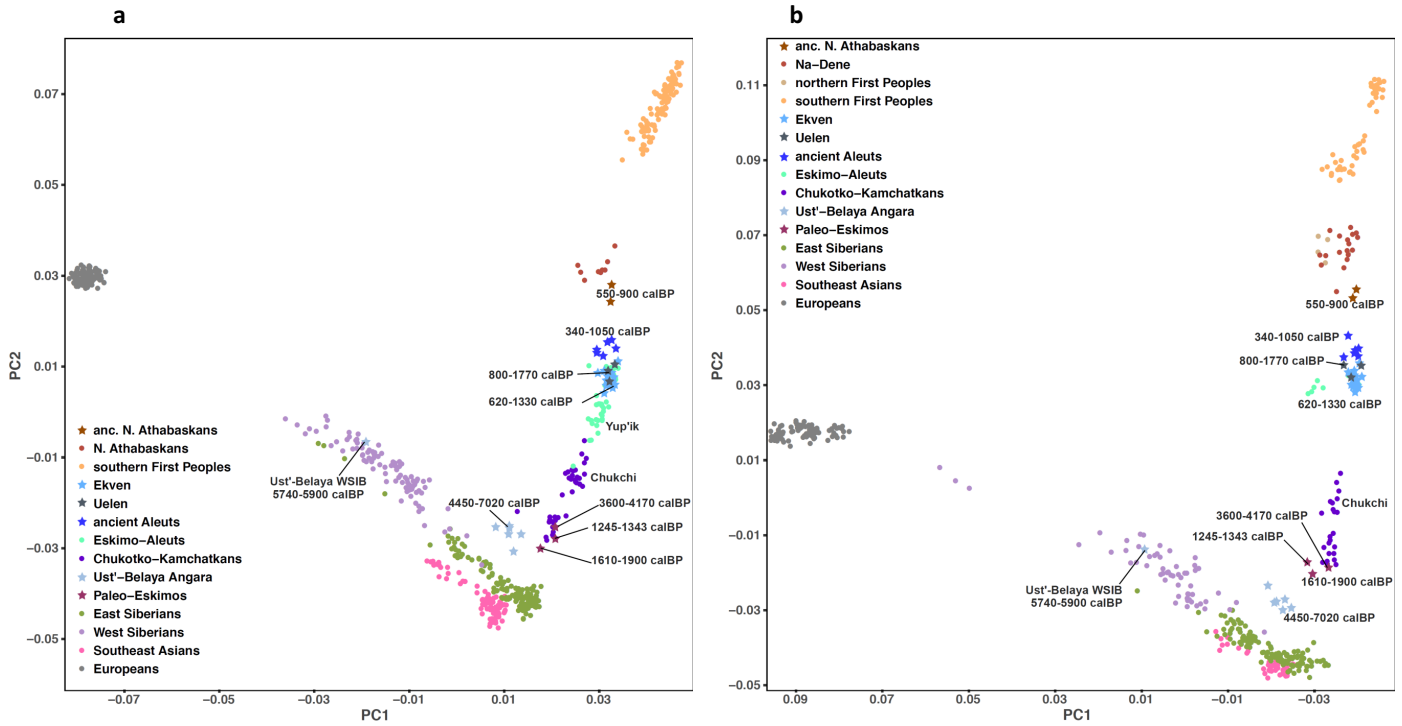 a
PC2
0.07
0.05
0.03
0.01
−0.01
−0.03
−0.05
550-900 calBP
340-1050 calBP
800-1770 calBP
620-1330 calBP
Yup'ik
Ust'-Belaya WSIB
5740-5900 calBP
Chukchi
4450-7020 calBP
3600-4170 calBP
1245-1343 calBP
1610-1900 calBP
anc. N. Athabaskans
N. Athabaskans
southern First Peoples
Ekven
Uelen
ancient Aleuts
Eskimo−Aleuts
Chukotko−Kamchatkans
Ust'−Belaya Angara
Paleo−Eskimos
East Siberians
West Siberians
Southeast Asians
Europeans
−0.07
−0.05
−0.03
−0.01
0.01
0.03
PC1
b
PC2
0.11
0.09
0.07
0.05
0.03
0.01
−0.01
−0.03
−0.05
anc. N. Athabaskans
Na−Dene
northern First Peoples
southern First Peoples
Ekven
Uelen
ancient Aleuts
Eskimo−Aleuts
Chukotko−Kamchatkans
Ust'−Belaya Angara
Paleo−Eskimos
East Siberians
West Siberians
Southeast Asians
Europeans
550-900 calBP
340-1050 calBP
800-1770 calBP
620-1330 calBP
Chukchi
3600-4170 calBP
1245-1343 calBP
1610-1900 calBP
Ust'-Belaya WSIB
5740-5900 calBP
4450-7020 calBP
0.09
0.07
0.05
0.03
0.01
−0.01
−0.03
PC1